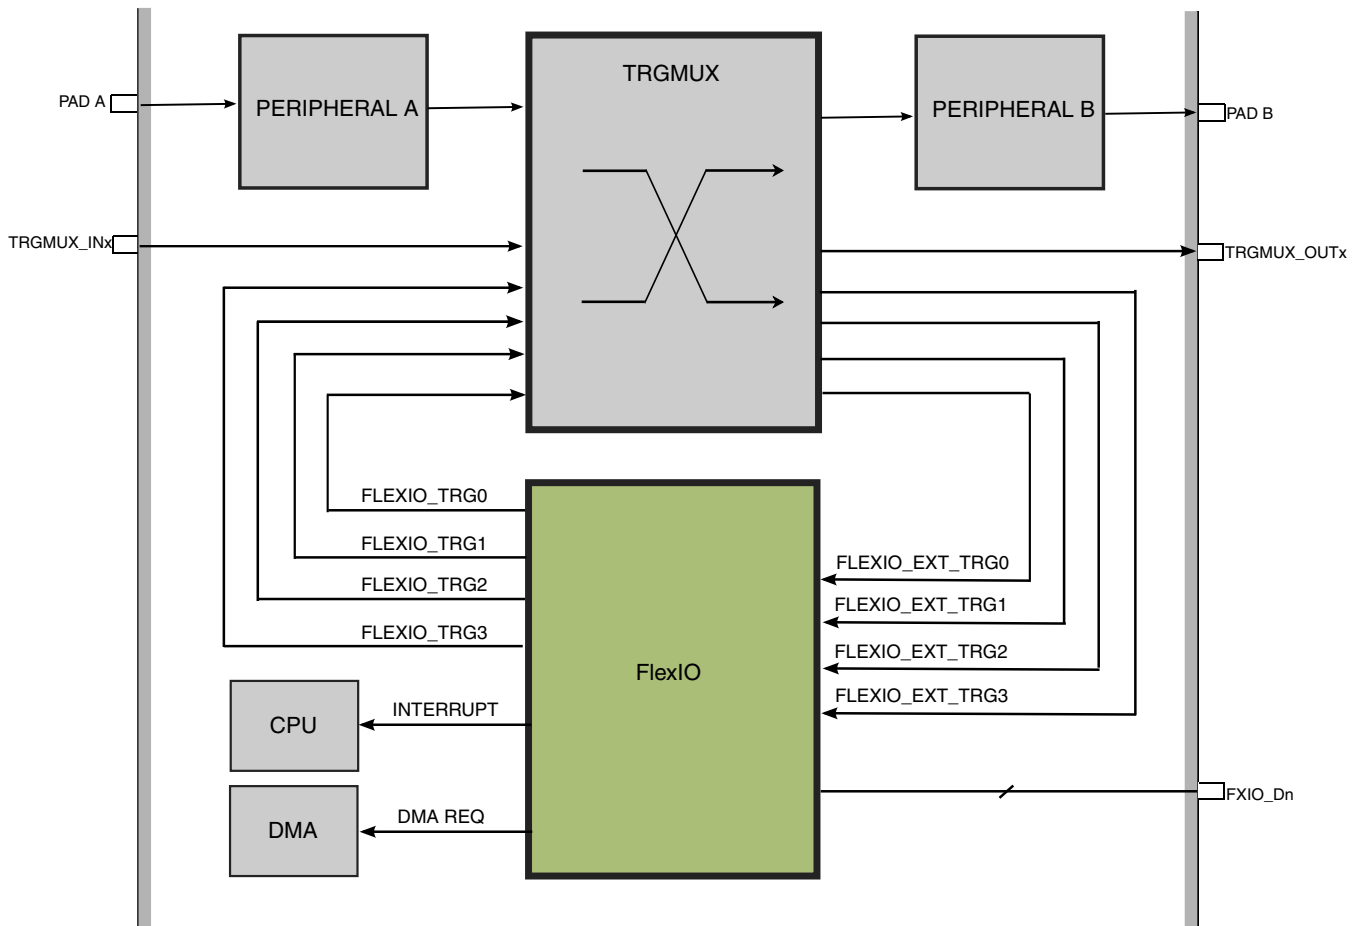 TRGMUX
PAD A
PERIPHERAL A
PERIPHERAL B
PAD B
TRGMUX_INx
TRGMUX_OUTx
FLEXIO_TRG0
FLEXIO_TRG1
FLEXIO_TRG2
FLEXIO_TRG3
FLEXIO_EXT_TRG0
FLEXIO_EXT_TRG1
FLEXIO_EXT_TRG2
FLEXIO_EXT_TRG3
FlexIO
INTERRUPT
CPU
DMA REQ
DMA
FXIO_Dn